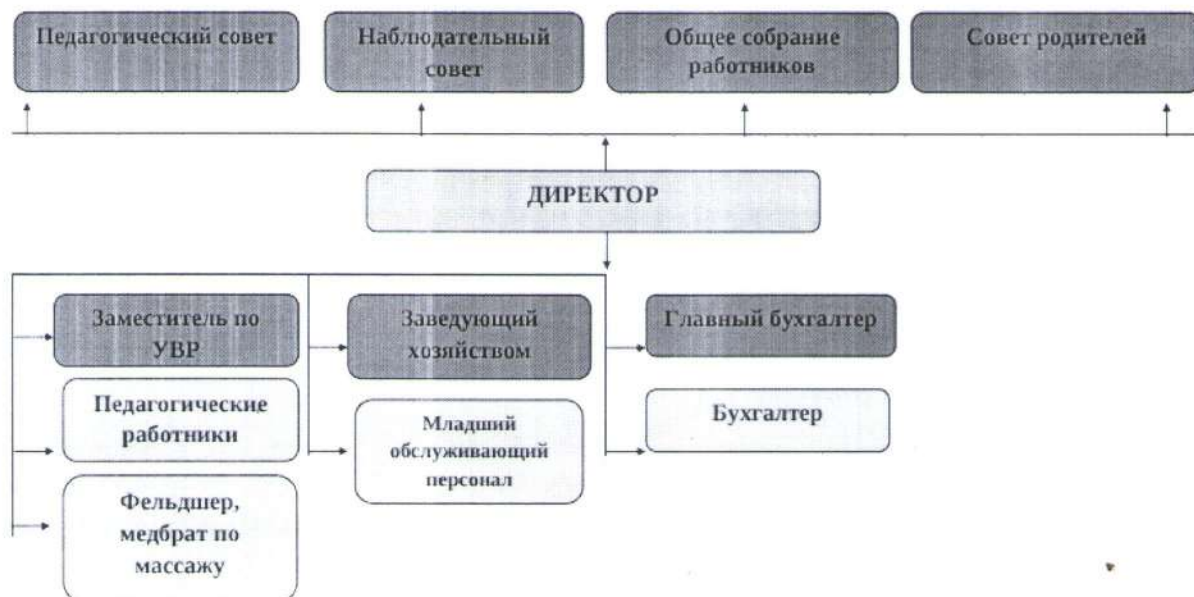 Педагогический совет
Наблюдательный
совет
Общее собрание
работников
Совет родителей
ДИРЕКТОР
Заместитель по
УВР
Заведующий
хозяйством
Главный бухгалтер
Педагогические
работники
Младший
обслуживающий
персонал
Бухгалтер
Фельдшер,
медбрат по
массажу